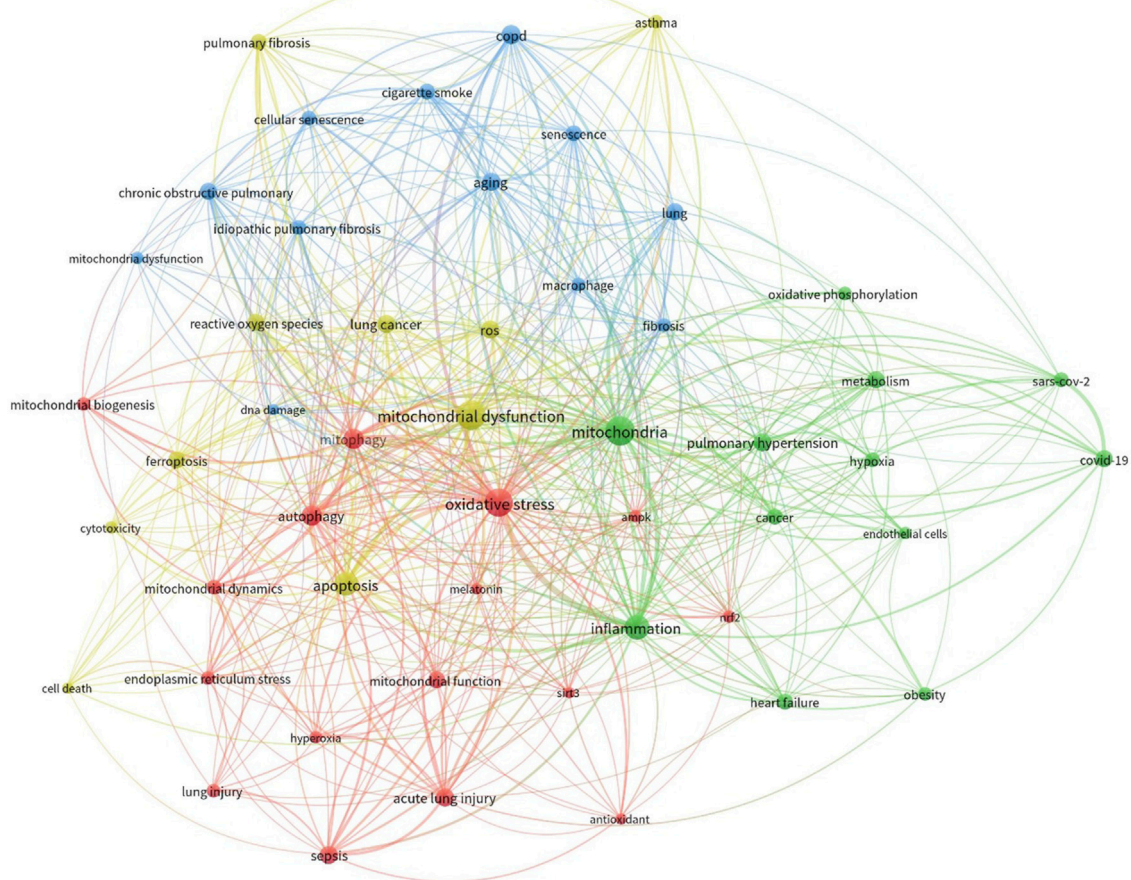 asthma
copd
pulmonary fibrosis
cigarette smoke
cellular senescence
senescence
aging
chronic obstructive pulmonary
lung
idiopathic pulmonary fibrosis
mitochondria dysfunction
macrophage
oxidative phosphorylation
reactive oxygen species
lung cancer
ros
fibrosis
metabolism
sars-cov-2
mitochondrial biogenesis
dna damage
mitochondrial dysfunction
mitochondria
mitophagy
pulmonary hypertension
ferroptosis
hypoxia
covid-19
oxidative stress
autophagy
ampk
cancer
cytotoxicity
endothelial cells
mitochondrial dynamics
apoptosis
melatonin
inflammation
nrf2
endoplasmic reticulum stress
mitochondrial function
cell death
sirt3
heart failure
obesity
hyperoxia
lung injury
acute lung injury
antioxidant
sepsis